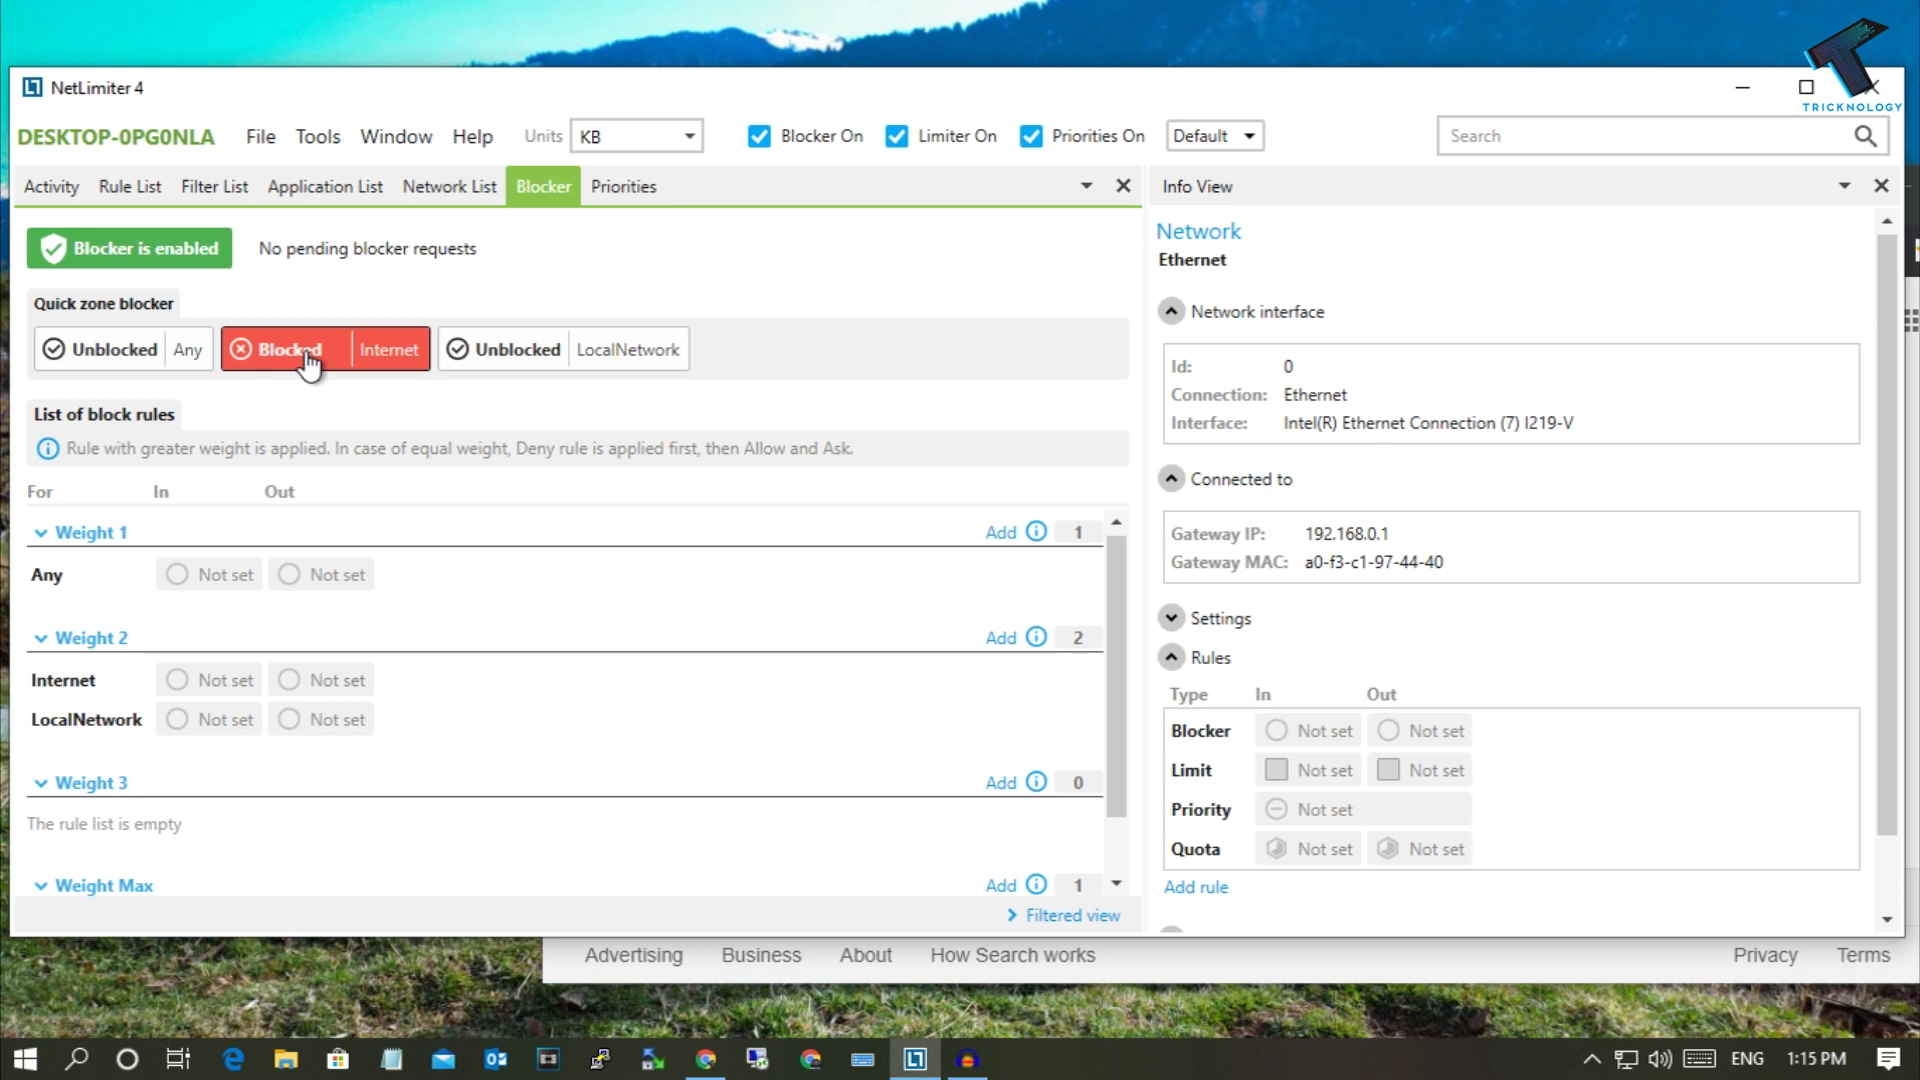 TRICKNOLOGY
NetLimiter 4
DESKTOP-0PG0NLA File Tools Window Help Units KB Blocker On Limiter On Priorities On Default Search
Activity Rule List Filter List Application List Network List Blocker Priorities
Info View
Blocker is enabled No pending blocker requests
Quick zone blocker
Unblocked Any Blocked Internet Unblocked LocalNetwork
List of block rules
Rule with greater weight is applied. In case of equal weight, Deny rule is applied first, then Allow and Ask.
For In Out
Weight 1 Add 1
Any Not set Not set
Weight 2 Add 2
Internet Not set Not set
LocalNetwork Not set Not set
Weight 3 Add 0
The rule list is empty
Weight Max Add 1
Filtered view
Network
Ethernet
Network interface
Id: 0
Connection: Ethernet
Interface: Intel(R) Ethernet Connection (7) I219-V
Connected to
Gateway IP: 192.168.0.1
Gateway MAC: a0-f3-c1-97-44-40
Settings
Rules
Type In Out
Blocker Not set Not set
Limit Not set Not set
Priority Not set
Quota Not set Not set
Add rule
Advertising Business About How Search works Privacy Terms
ENG 1:15 PM